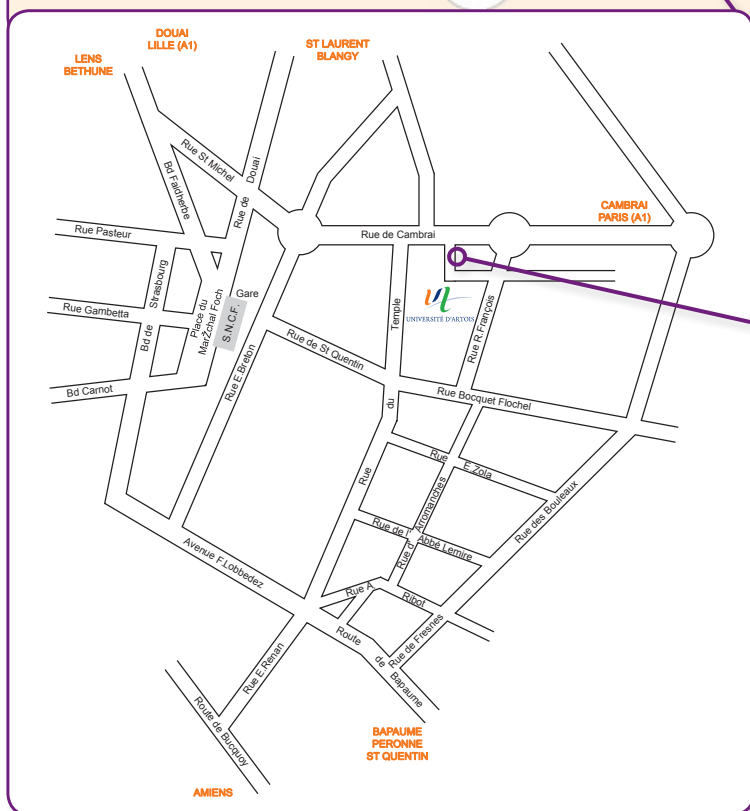 DOUAI
LILLE (A1)
ST LAURENT
BLANGY
LENS
BETHUNE
Rue St Michel
Bd Faidherbe
Rue de Douai
CAMBRAI
PARIS (A1)
Rue Pasteur
Rue de Cambrai
Strasbourg
Bd de
Rue Gambetta
Place du
MarŽchal Foch
Gare
S.N.C.F.
UNIVERSITÉ D'ARTOIS
Temple
du
Rue
Rue R.François
Rue de St Quentin
Rue E.Breton
Bd Carnot
Rue Bocquet Flochel
Rue E.Zola
Rue d'Arromanches
Rue des Bouleaux
Rue de l'Abbé Lemire
Avenue F.Lobbedez
Rue A. Ribot
Rue de Fresnes
Route de Bapaume
Rue E.Renan
Route de Bucquoy
BAPAUME
PERONNE
ST QUENTIN
AMIENS